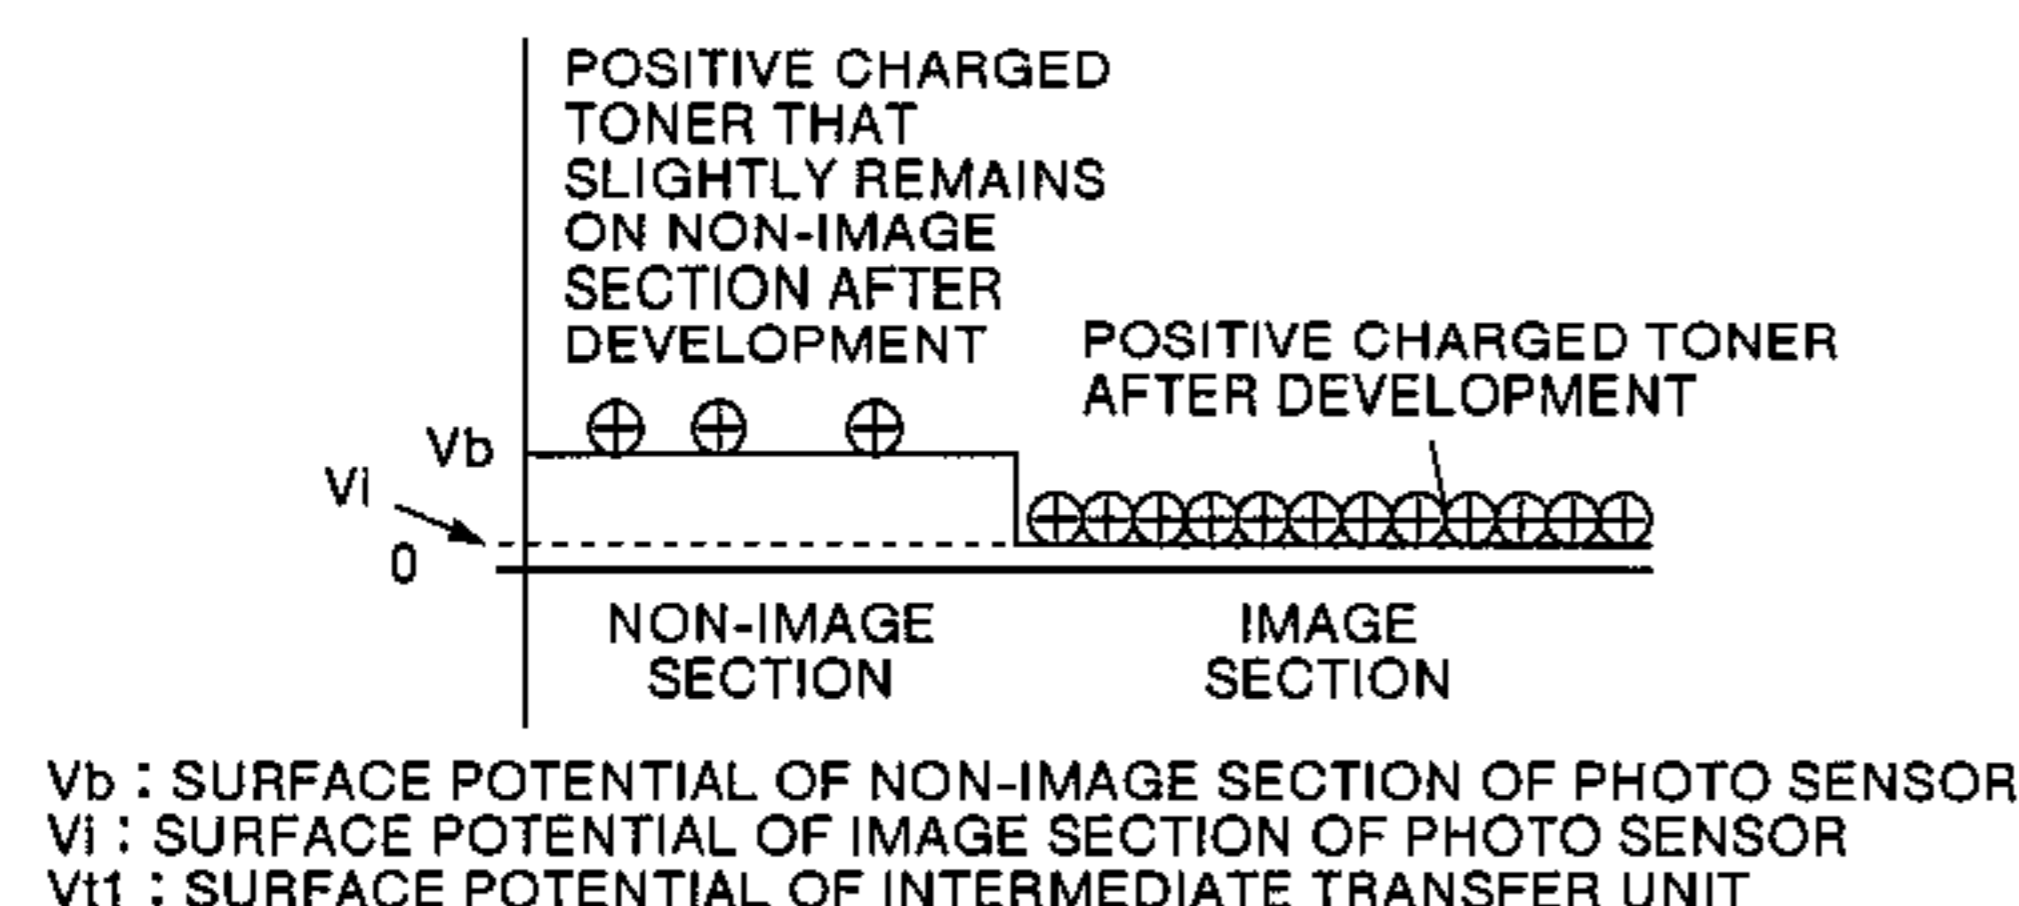 POSITIVE CHARGED
TONER THAT
SLIGHTLY REMAINS
ON NON-IMAGE
SECTION AFTER
DEVELOPMENT
POSITIVE CHARGED TONER
AFTER DEVELOPMENT
Vb
Vi
0
NON-IMAGE
SECTION
IMAGE
SECTION
Vb : SURFACE POTENTIAL OF NON-IMAGE SECTION OF PHOTO SENSOR
Vi : SURFACE POTENTIAL OF IMAGE SECTION OF PHOTO SENSOR
Vt1 : SURFACE POTENTIAL OF INTERMEDIATE TRANSFER UNIT